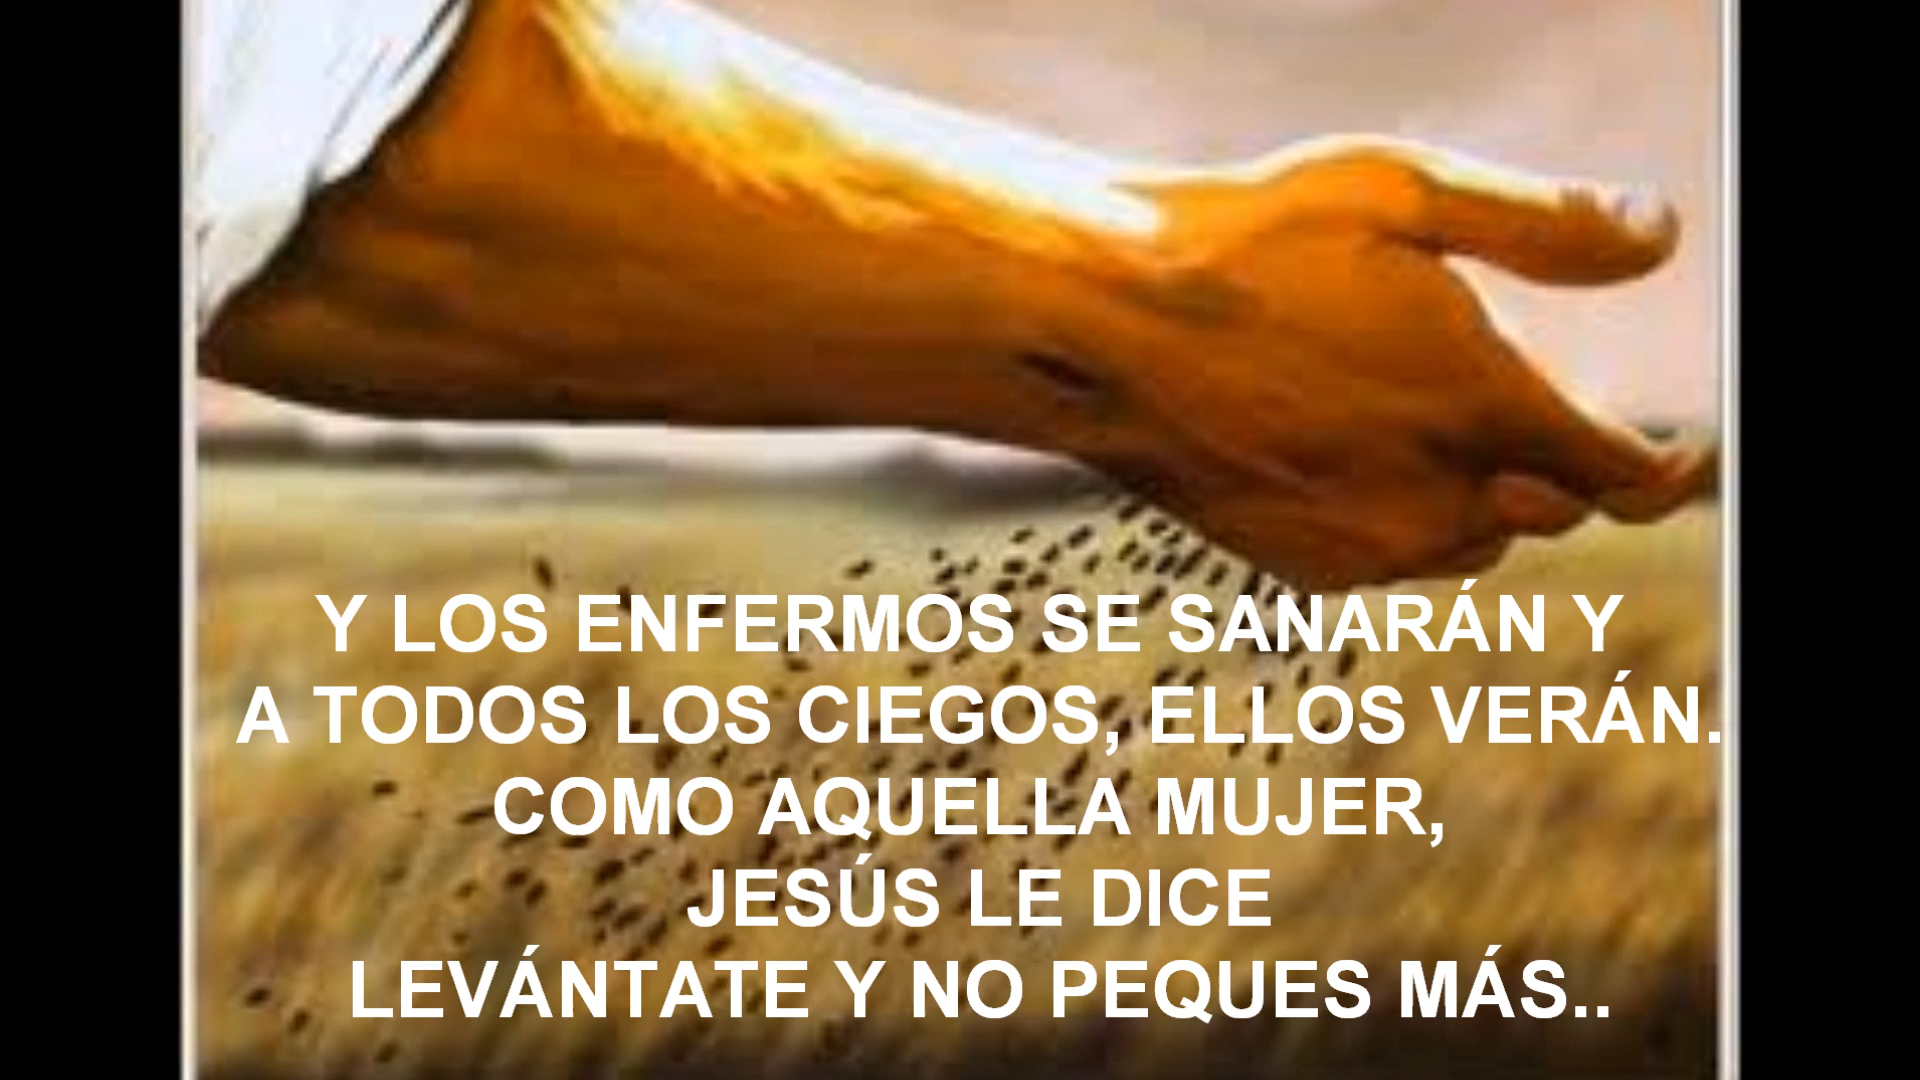 Y LOS ENFERMOS SE SANARÁN Y
A TODOS LOS CIEGOS, ELLOS VERÁN.
COMO AQUELLA MUJER,
JESÚS LE DICE
LEVÁNTATE Y NO PEQUES MÁS..